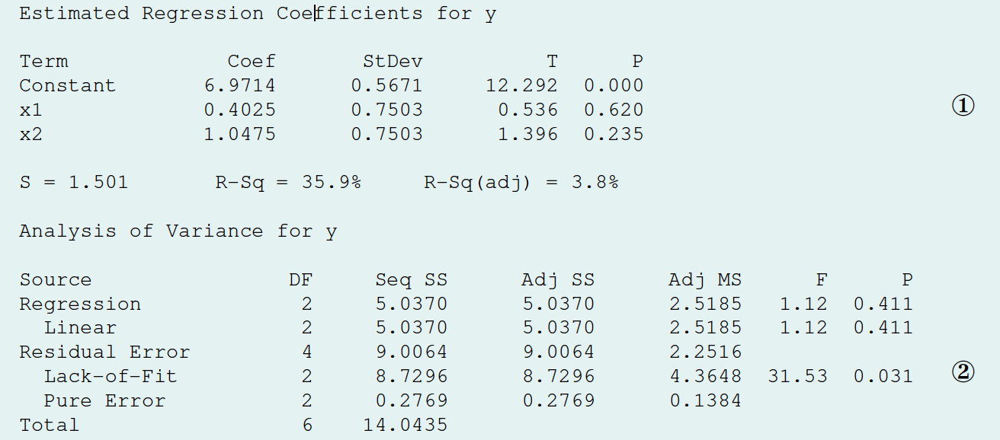 Estimated Regression Coefficients for y
Term Coef StDev T P
Constant 6.9714 0.5671 12.292 0.000
x1 0.4025 0.7503 0.536 0.620 ①
x2 1.0475 0.7503 1.396 0.235
S = 1.501 R-Sq = 35.9% R-Sq(adj) = 3.8%
Analysis of Variance for y
Source DF Seq SS Adj SS Adj MS F P
Regression 2 5.0370 5.0370 2.5185 1.12 0.411
Linear 2 5.0370 5.0370 2.5185 1.12 0.411
Residual Error 4 9.0064 9.0064 2.2516
Lack-of-Fit 2 8.7296 8.7296 4.3648 31.53 0.031 ②
Pure Error 2 0.2769 0.2769 0.1384
Total 6 14.0435